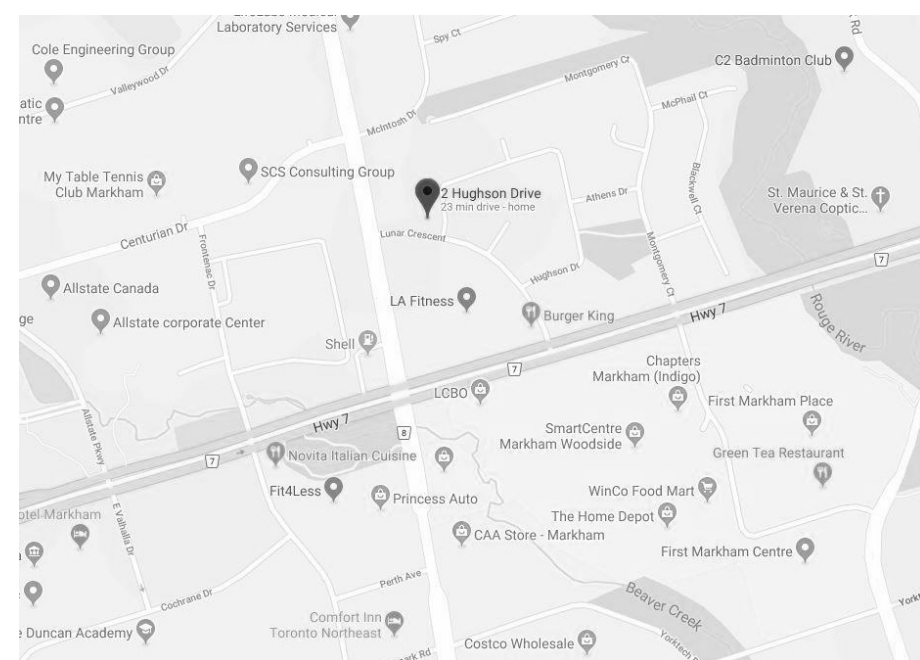 Laboratory Services
Spy Ct
Rd
Cole Engineering Group
Valleywood Dr
C2 Badminton Club
Montgomery Cr
McPhail Ct
atic
ntre
McIntosh Dr
My Table Tennis
Club Markham
SCS Consulting Group
2 Hughson Drive
23 min drive - home
Athens Dr
Blackwell Ct
St. Maurice & St.
Verena Coptic...
Centurian Dr
Frontenac Dr
Lunar Crescent
Montgomery Ct
7
Hughson Dr
Allstate Canada
LA Fitness
Burger King
Hwy 7
Rouge River
ge
Allstate corporate Center
Shell
7
Chapters
Markham (Indigo)
LCBO
First Markham Place
Allstate Pkwy
Hwy 7
8
SmartCentre
Markham Woodside
7
Novita Italian Cuisine
Green Tea Restaurant
Fit4Less
Princess Auto
WinCo Food Mart
The Home Depot
otel Markham
E Valhalla Dr
CAA Store - Markham
First Markham Centre
Perth Ave
Cochrane Dr
Beaver Creek
Comfort Inn
Toronto Northeast
e Duncan Academy
Costco Wholesale
ark Rd
Yorktech D
Yorkt